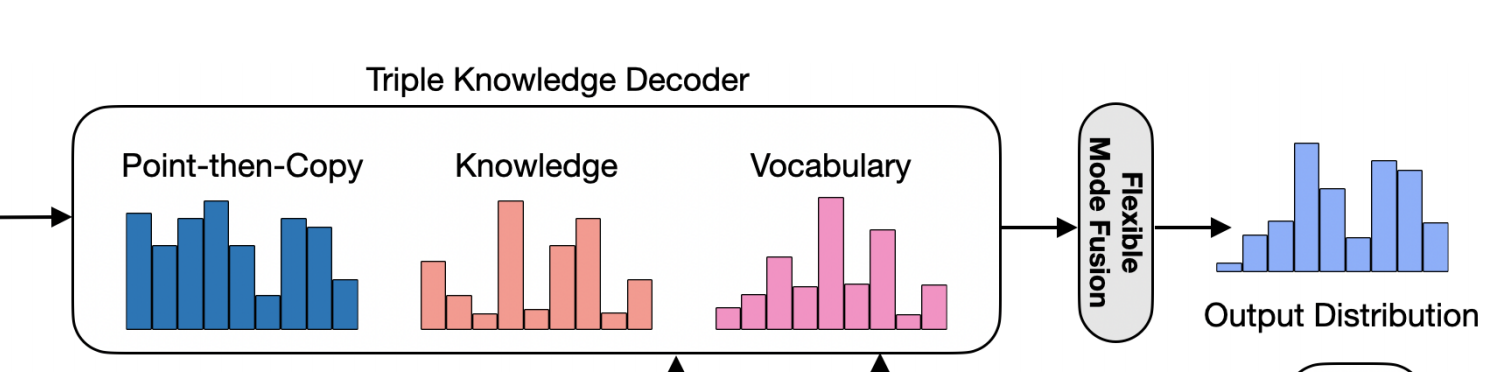 Triple Knowledge Decoder
Point-then-Copy
Knowledge
Vocabulary
Flexible
Mode Fusion
Output Distribution